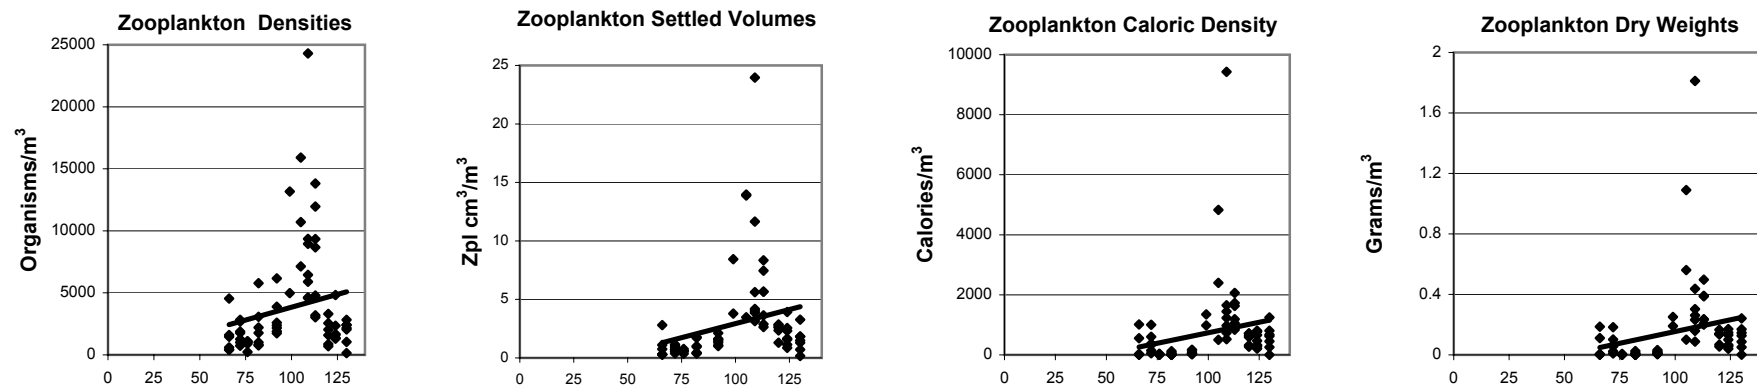 Zooplankton Densities
25000
20000
15000
10000
5000
0
Organisms/m³
0 25 50 75 100 125
Zooplankton Settled Volumes
25
20
15
10
5
0
Zpl cm³/m³
0 25 50 75 100 125
Zooplankton Caloric Density
10000
8000
6000
4000
2000
0
Calories/m³
0 25 50 75 100 125
Zooplankton Dry Weights
2
1.6
1.2
0.8
0.4
0
Grams/m³
0 25 50 75 100 125